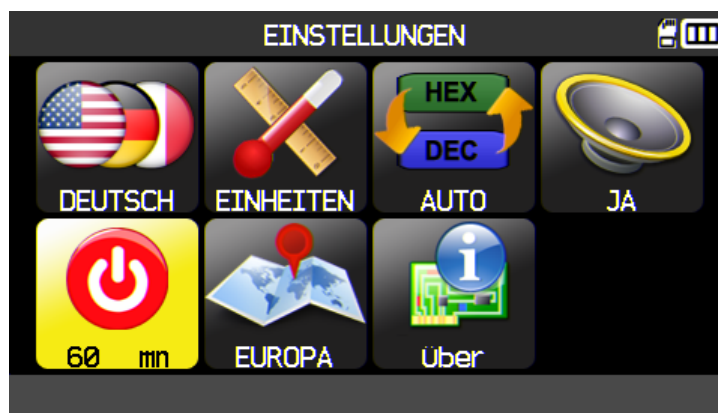 EINSTELLUNGEN
HEX
DEC
DEUTSCH EINHEITEN AUTO JA
60 mn EUROPA Über